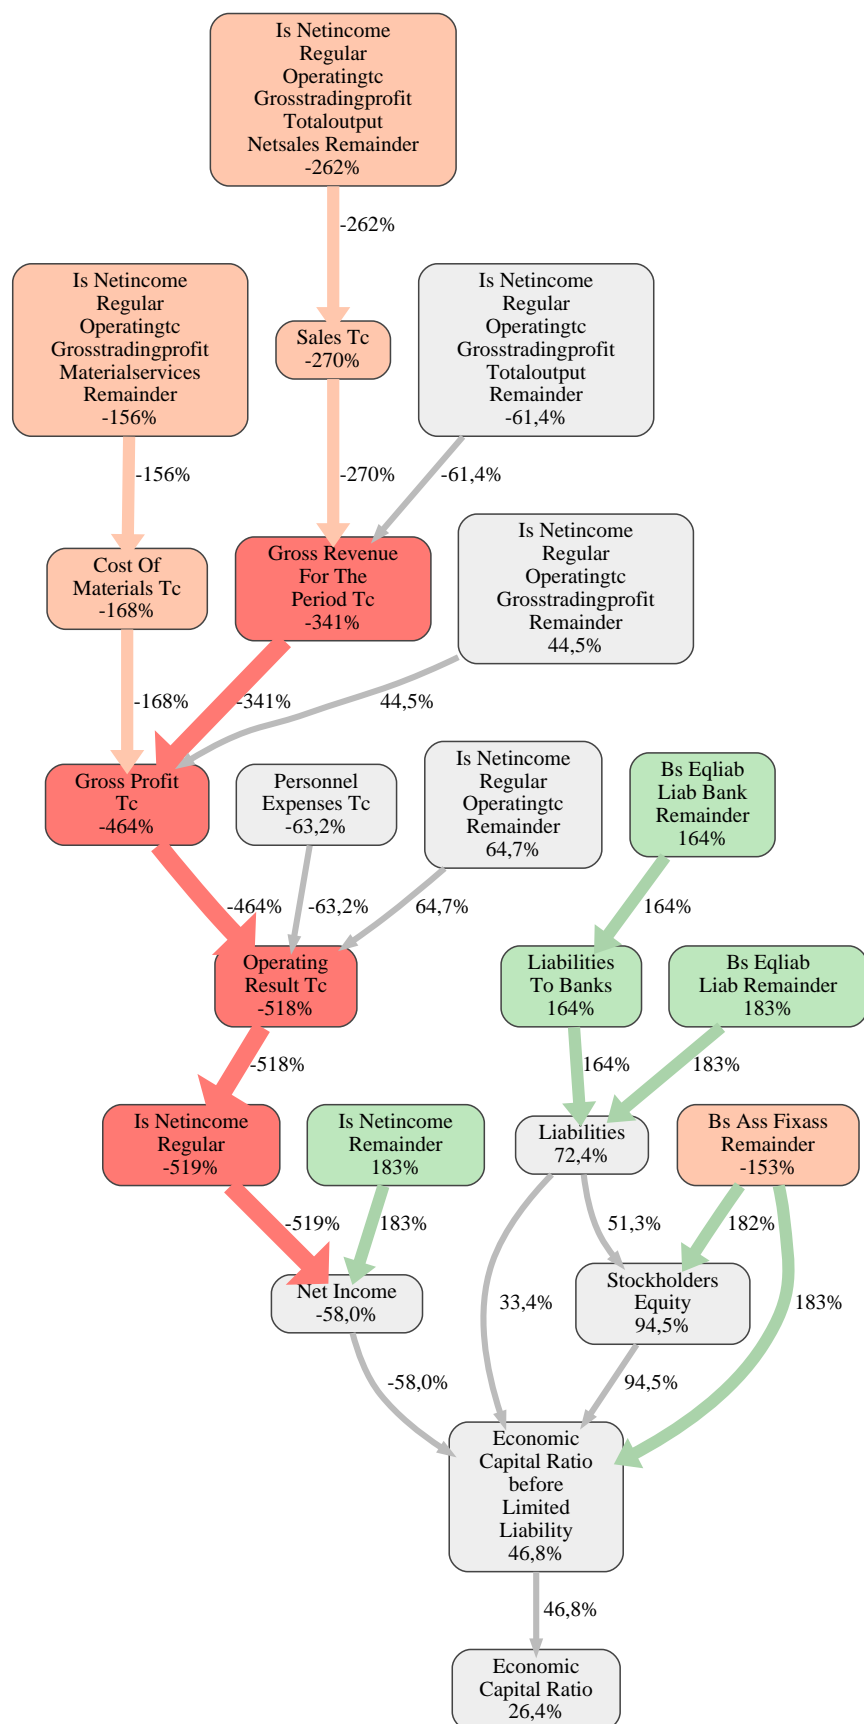 Is Netincome
Regular
Operatingtc
Grosstradingprofit
Totaloutput
Netsales Remainder
-262%
-262%
Is Netincome
Regular
Operatingtc
Grosstradingprofit
Materialservices
Remainder
-156%
Sales Tc
-270%
Is Netincome
Regular
Operatingtc
Grosstradingprofit
Totaloutput
Remainder
-61,4%
-156%
-270%
-61,4%
Cost Of
Materials Tc
-168%
Gross Revenue
For The
Period Tc
-341%
Is Netincome
Regular
Operatingtc
Grosstradingprofit
Remainder
44,5%
-168%
-341%
44,5%
Gross Profit
Tc
-464%
Personnel
Expenses Tc
-63,2%
Is Netincome
Regular
Operatingtc
Remainder
64,7%
Bs Eqliab
Liab Bank
Remainder
164%
-464%
-63,2%
64,7%
164%
Operating
Result Tc
-518%
Liabilities
To Banks
164%
Bs Eqliab
Liab Remainder
183%
-518%
164%
183%
Is Netincome
Regular
-519%
Is Netincome
Remainder
183%
Liabilities
72,4%
Bs Ass Fixass
Remainder
-153%
-519%
183%
51,3%
182%
Net Income
-58,0%
33,4%
Stockholders
Equity
94,5%
183%
-58,0%
94,5%
Economic
Capital Ratio
before
Limited
Liability
46,8%
46,8%
Economic
Capital Ratio
26,4%